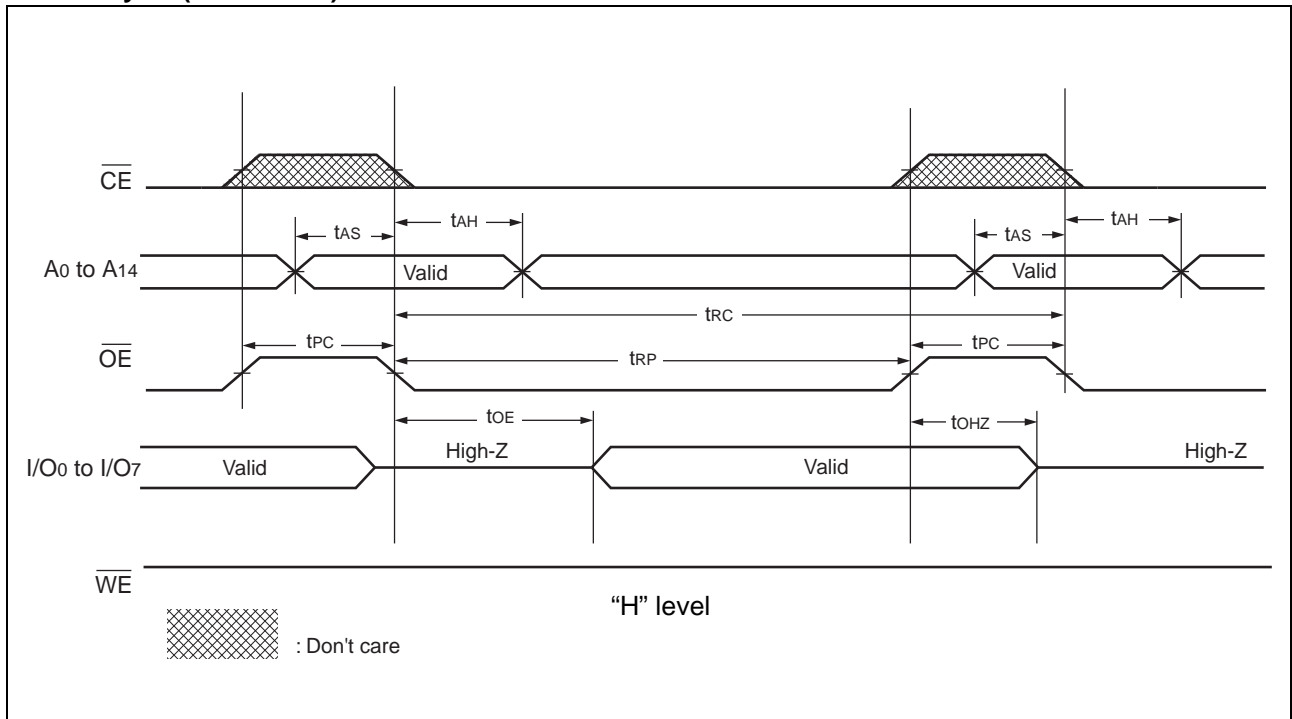 CE
tAS
tAH
tAS
tAH
A0 to A14
Valid
Valid
tRC
tPC
tRP
tPC
OE
tOE
tOHZ
I/O0 to I/O7
Valid
High-Z
Valid
High-Z
WE
“H” level
: Don't care